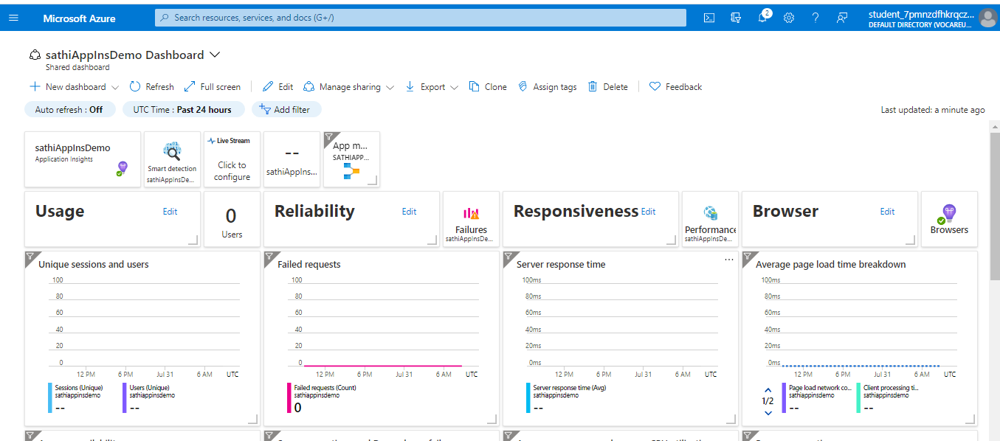 Microsoft Azure
Search resources, services, and docs (G+/)
2
student_7pmnzdfhkrqcz...
DEFAULT DIRECTORY (VOCAREU...
sathiAppInsDemo Dashboard
Shared dashboard
New dashboard
Refresh
Full screen
Edit
Manage sharing
Export
Clone
Assign tags
Delete
Feedback
Auto refresh : Off
UTC Time : Past 24 hours
Add filter
Last updated: a minute ago
sathiAppInsDemo
Application Insights
Smart detection
sathiAppInsDe...
Live Stream
Click to
configure
--
sathiAppIns...
App m...
SATHIAPP...
Usage
Edit
0
Users
Reliability
Edit
Failures
sathiAppInsDe...
Responsiveness
Edit
Performance
sathiAppInsDe...
Browser
Edit
Browsers
Unique sessions and users
100
80
60
40
20
0
12 PM
6 PM
Jul 31
6 AM
UTC
Sessions (Unique)
sathiappinsdemo
--
Users (Unique)
sathiappinsdemo
--
Failed requests
100
80
60
40
20
0
12 PM
6 PM
Jul 31
6 AM
UTC
Failed requests (Count)
sathiappinsdemo
0
Server response time
...
100ms
80ms
60ms
40ms
20ms
0ms
12 PM
6 PM
Jul 31
6 AM
UTC
Server response time (Avg)
sathiappinsdemo
--
Average page load time breakdown
100ms
80ms
60ms
40ms
20ms
0ms
12 PM
6 PM
Jul 31
6 AM
UTC
1/2
Page load network co...
sathiappinsdemo
--
Client processing ti...
sathiappinsdemo
--